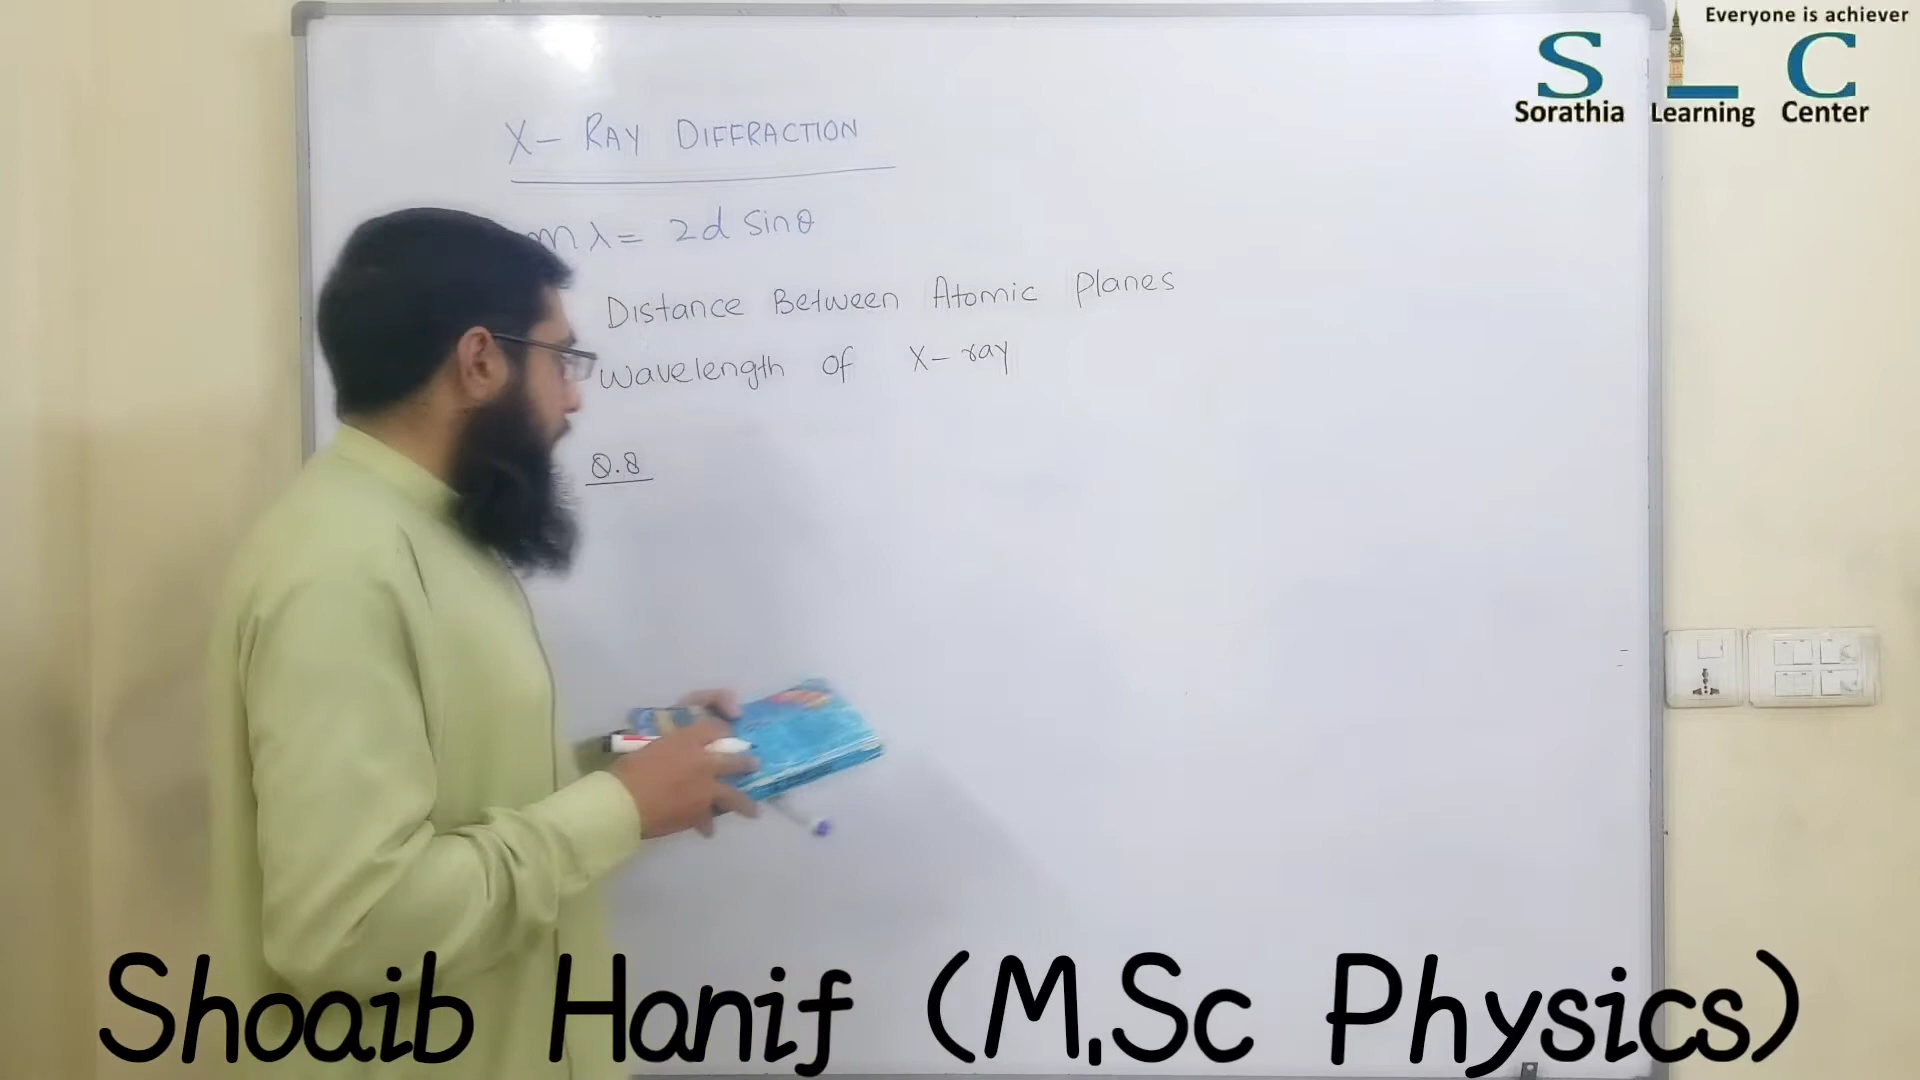 Everyone is achiever
S L C
Sorathia Learning Center
X- RAY DIFFRACTION
mλ = 2d sinθ
Distance Between Atomic Planes
wavelength of X-ray
Q.8
Shoaib Hanif (M.Sc Physics)